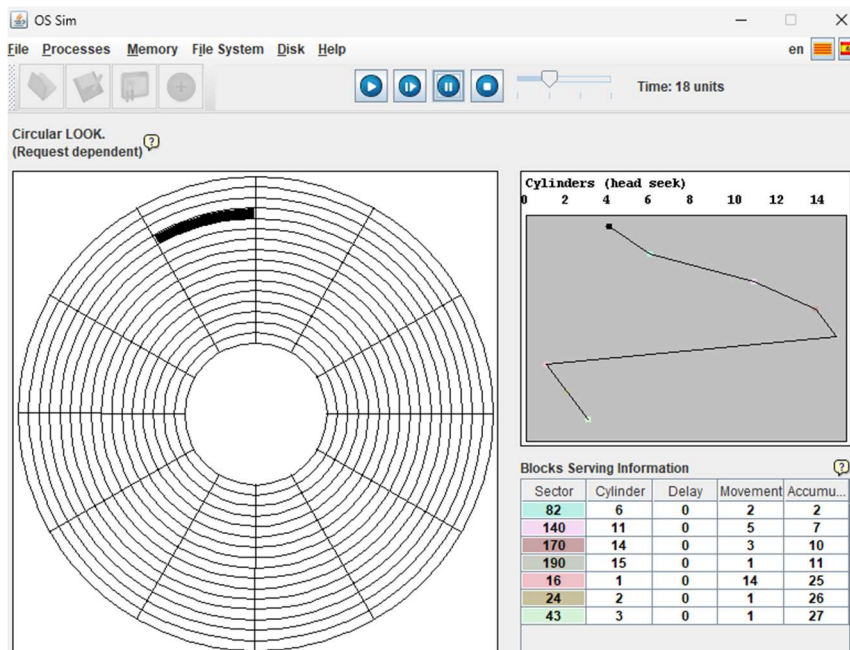 OS Sim
File Processes Memory File System Disk Help
en
Time: 18 units
Circular LOOK.
(Request dependent)
?
Cylinders (head seek)
0 2 4 6 8 10 12 14
Blocks Serving Information
?
Sector Cylinder Delay Movement Accumu...
82 6 0 2 2
140 11 0 5 7
170 14 0 3 10
190 15 0 1 11
16 1 0 14 25
24 2 0 1 26
43 3 0 1 27